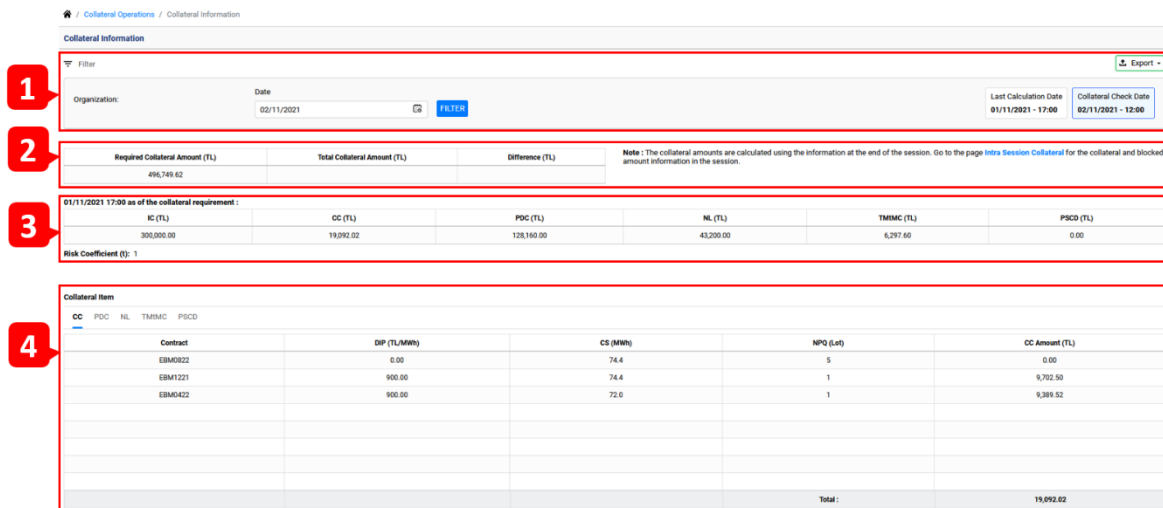 / Collateral Operations / Collateral Information
Collateral Information
1
Filter
Export
Organization:
Date
02/11/2021
FILTER
Last Calculation Date
01/11/2021 - 17:00
Collateral Check Date
02/11/2021 - 12:00
2
Required Collateral Amount (TL) Total Collateral Amount (TL) Difference (TL)
496,749.62
Note : The collateral amounts are calculated using the information at the end of the session. Go to the page Intra Session Collateral for the collateral and blocked
amount information in the session.
3
01/11/2021 17:00 as of the collateral requirement :
IC (TL) CC (TL) PDC (TL) NL (TL) TMtMC (TL) PSCD (TL)
300,000.00 19,092.02 128,160.00 43,200.00 6,297.60 0.00
Risk Coefficient (t): 1
4
Collateral Item
CC PDC NL TMtMC PSCD
Contract DIP (TL/MWh) CS (MWh) NPQ (Lot) CC Amount (TL)
EBM0822 0.00 74.4 5 0.00
EBM1221 900.00 74.4 1 9,702.50
EBM0422 900.00 72.0 1 9,389.52
Total : 19,092.02